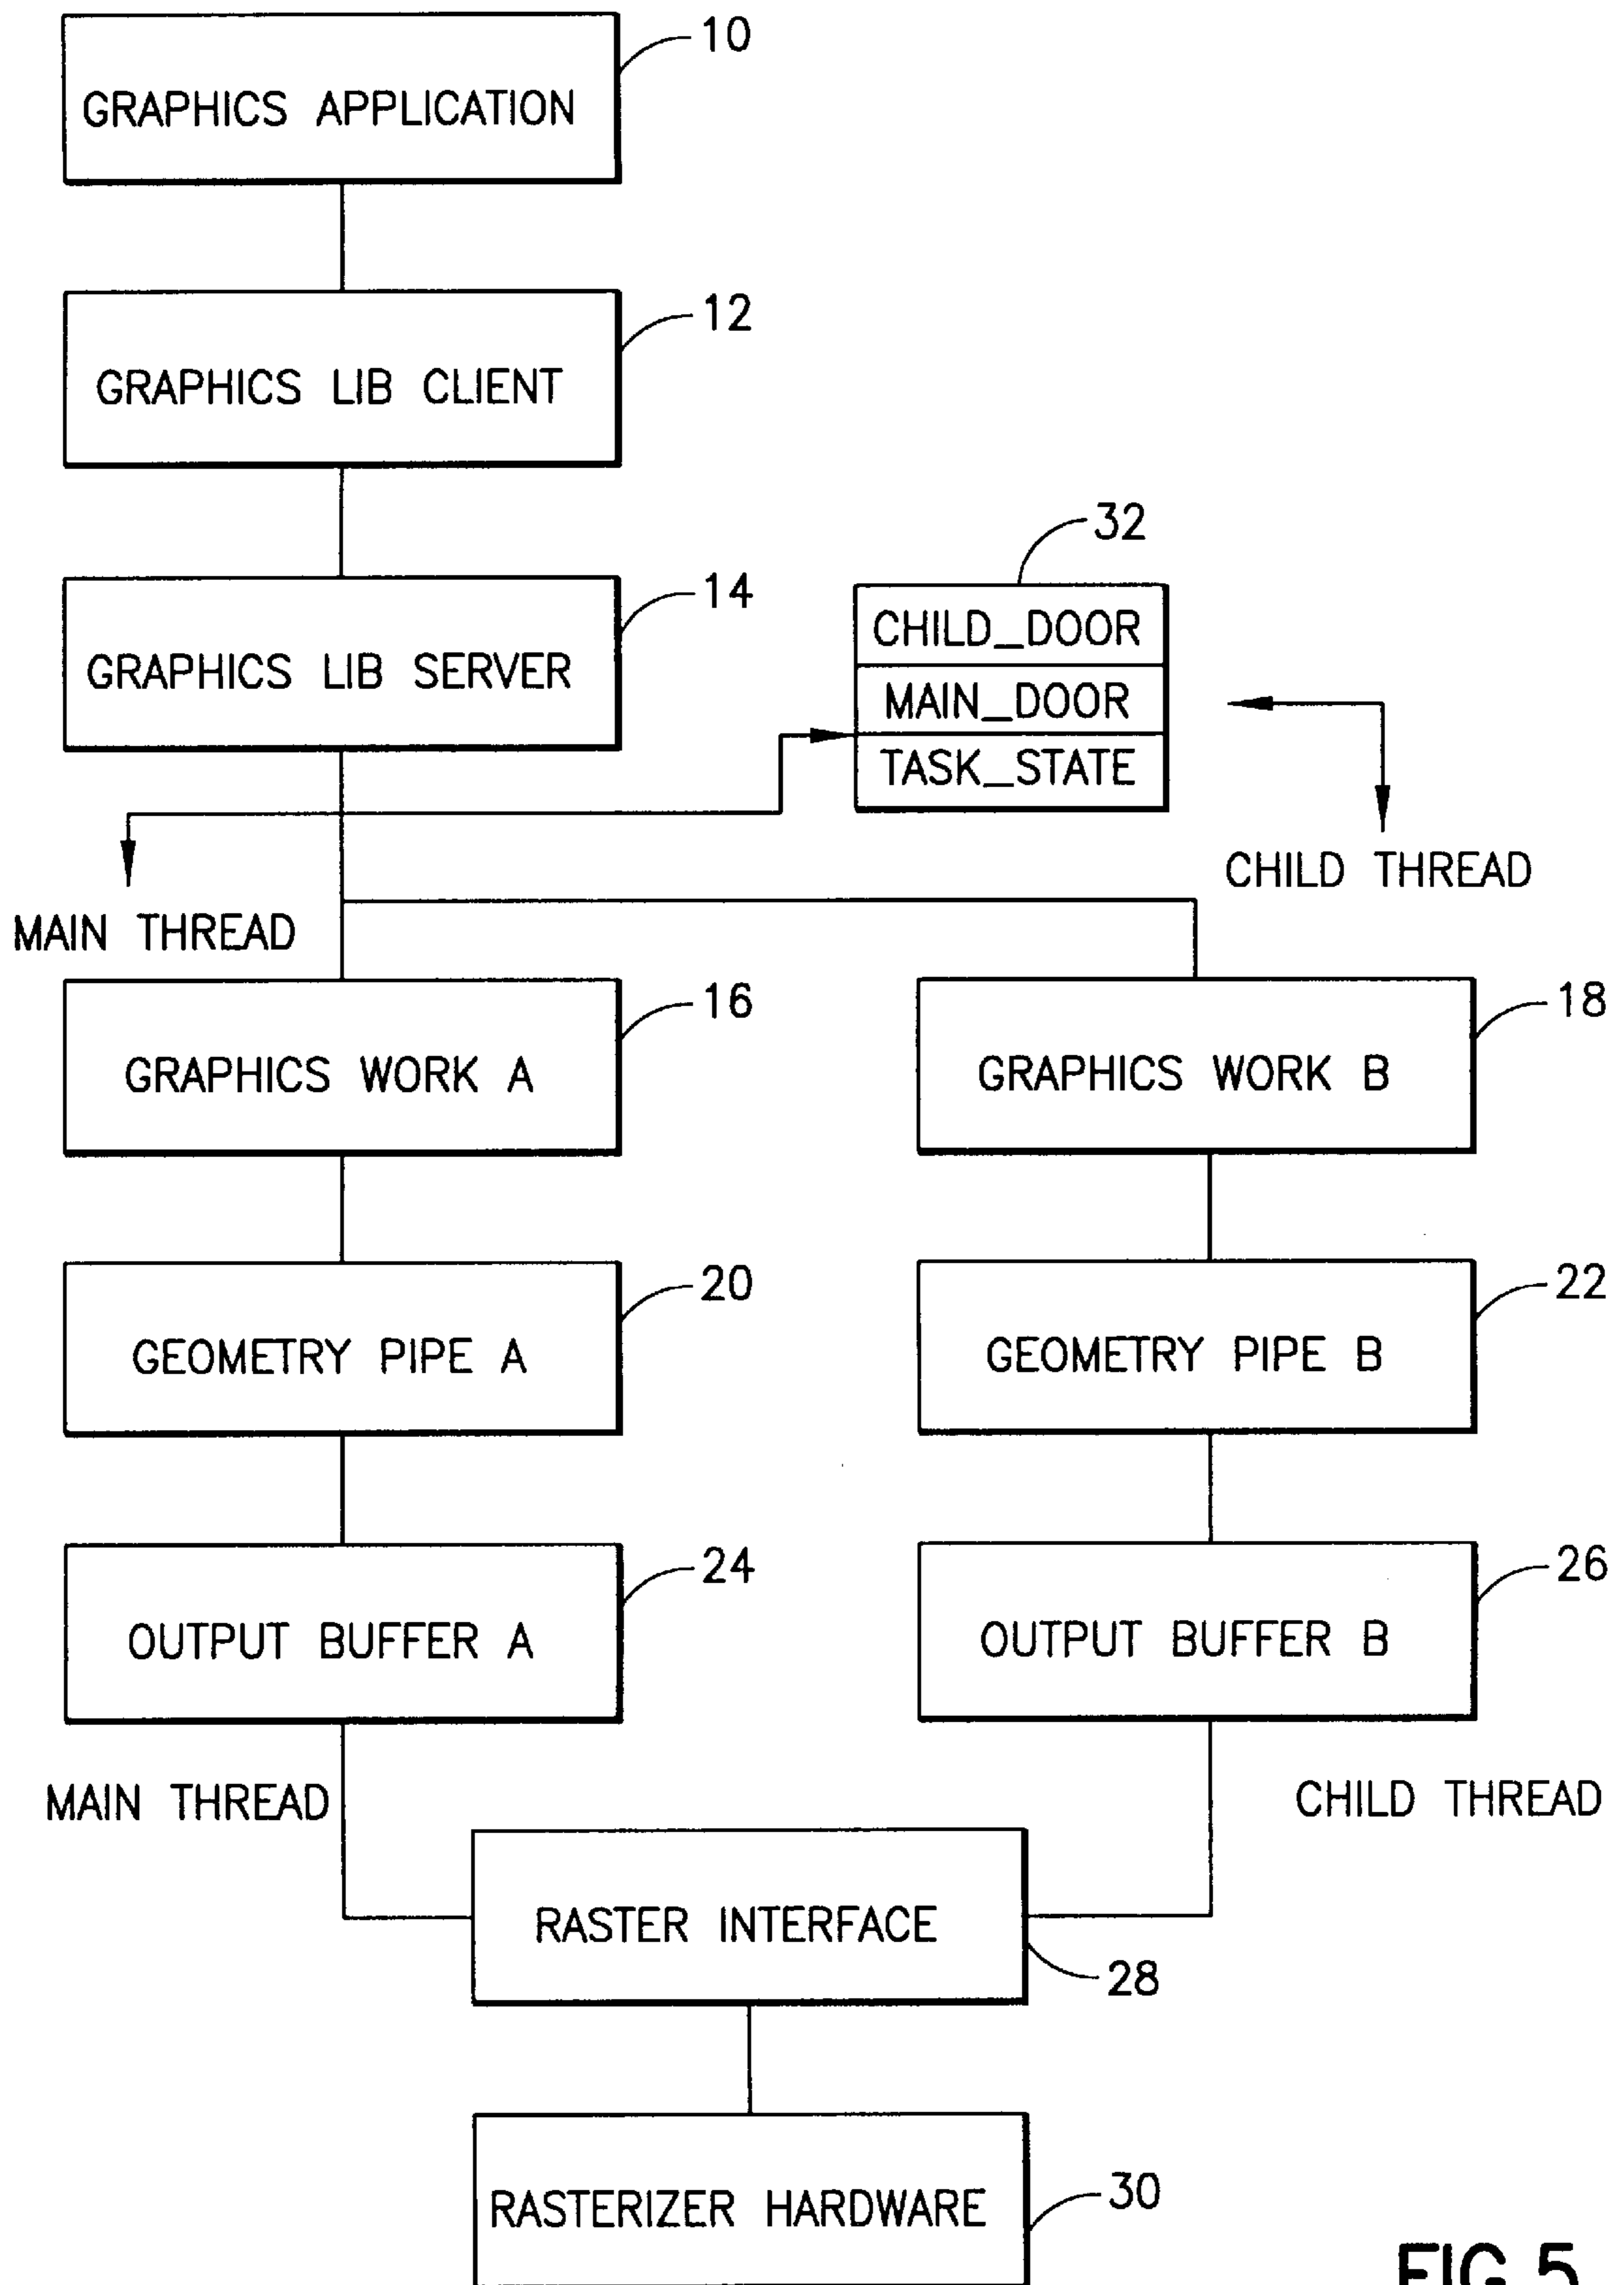 10
GRAPHICS APPLICATION
12
GRAPHICS LIB CLIENT
32
14
CHILD_DOOR
GRAPHICS LIB SERVER
MAIN_DOOR
TASK_STATE
CHILD THREAD
MAIN THREAD
16
18
GRAPHICS WORK A
GRAPHICS WORK B
20
22
GEOMETRY PIPE A
GEOMETRY PIPE B
24
26
OUTPUT BUFFER A
OUTPUT BUFFER B
MAIN THREAD
CHILD THREAD
RASTER INTERFACE
28
RASTERIZER HARDWARE
30
FIG.5